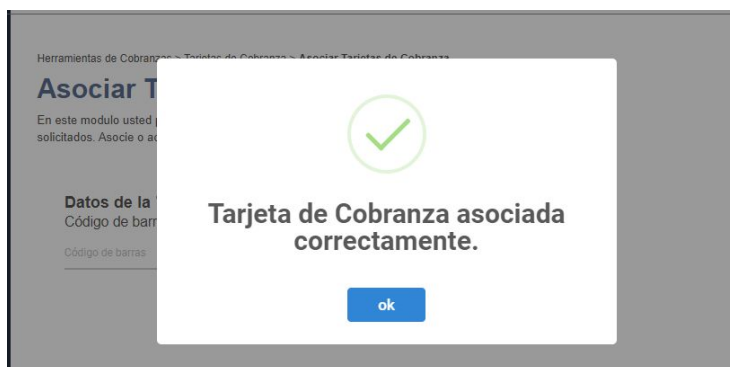 Herramientas de Cobranzas > Tarjetas de Cobranza > Asociar Tarjetas de Cobranza
Asociar T
En este modulo usted
solicitados. Asocie o
Tarjeta de Cobranza asociada
correctamente.
Datos de la
Código de barr
Código de barras
ok